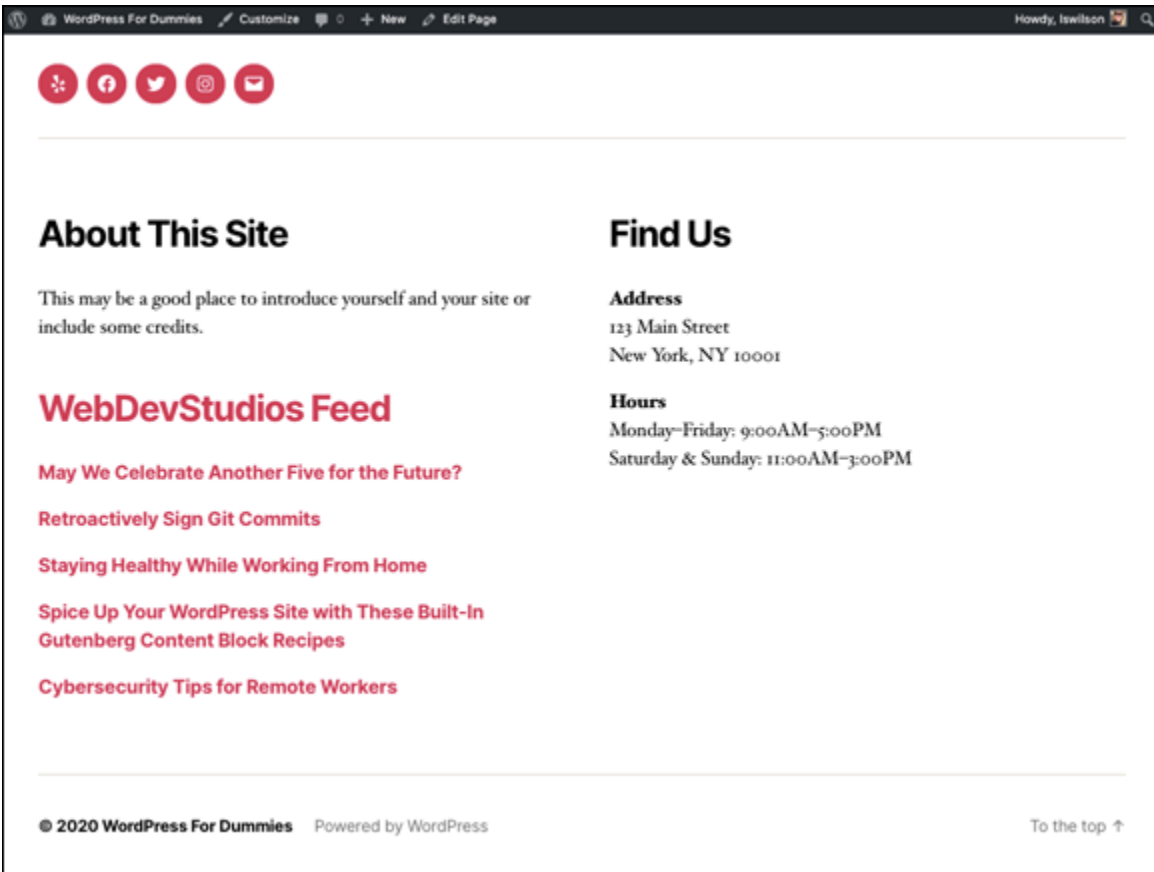 WordPress For Dummies Customize 0 New Edit Page Howdy, lswilson
About This Site
This may be a good place to introduce yourself and your site or
include some credits.
WebDevStudios Feed
May We Celebrate Another Five for the Future?
Retroactively Sign Git Commits
Staying Healthy While Working From Home
Spice Up Your WordPress Site with These Built-In
Gutenberg Content Block Recipes
Cybersecurity Tips for Remote Workers
Find Us
Address
123 Main Street
New York, NY 10001
Hours
Monday–Friday: 9:00AM–5:00PM
Saturday & Sunday: 11:00AM–3:00PM
© 2020 WordPress For Dummies Powered by WordPress To the top ↑